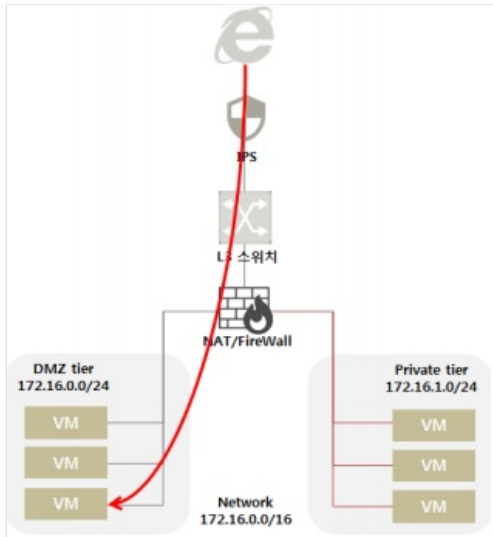 IPS
L3 스위치
NAT/FireWall
DMZ tier
172.16.0.0/24
VM
VM
VM
Private tier
172.16.1.0/24
VM
VM
VM
Network
172.16.0.0/16